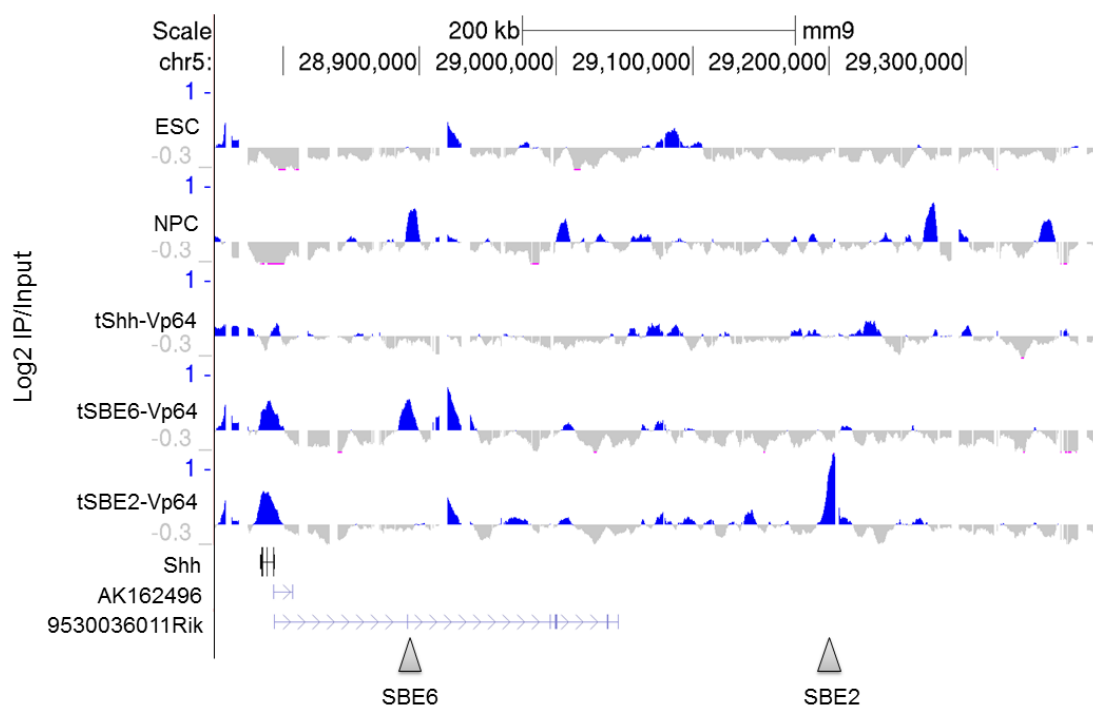 Scale 200 kb mm9
chr5: 28,900,000 29,000,000 29,100,000 29,200,000 29,300,000
1 -
ESC
-0.3
1 -
NPC
-0.3
1 -
tShh-Vp64
-0.3
1 -
tSBE6-Vp64
-0.3
1 -
tSBE2-Vp64
-0.3
Log2 IP/Input
Shh
AK162496
9530036011Rik
SBE6 SBE2